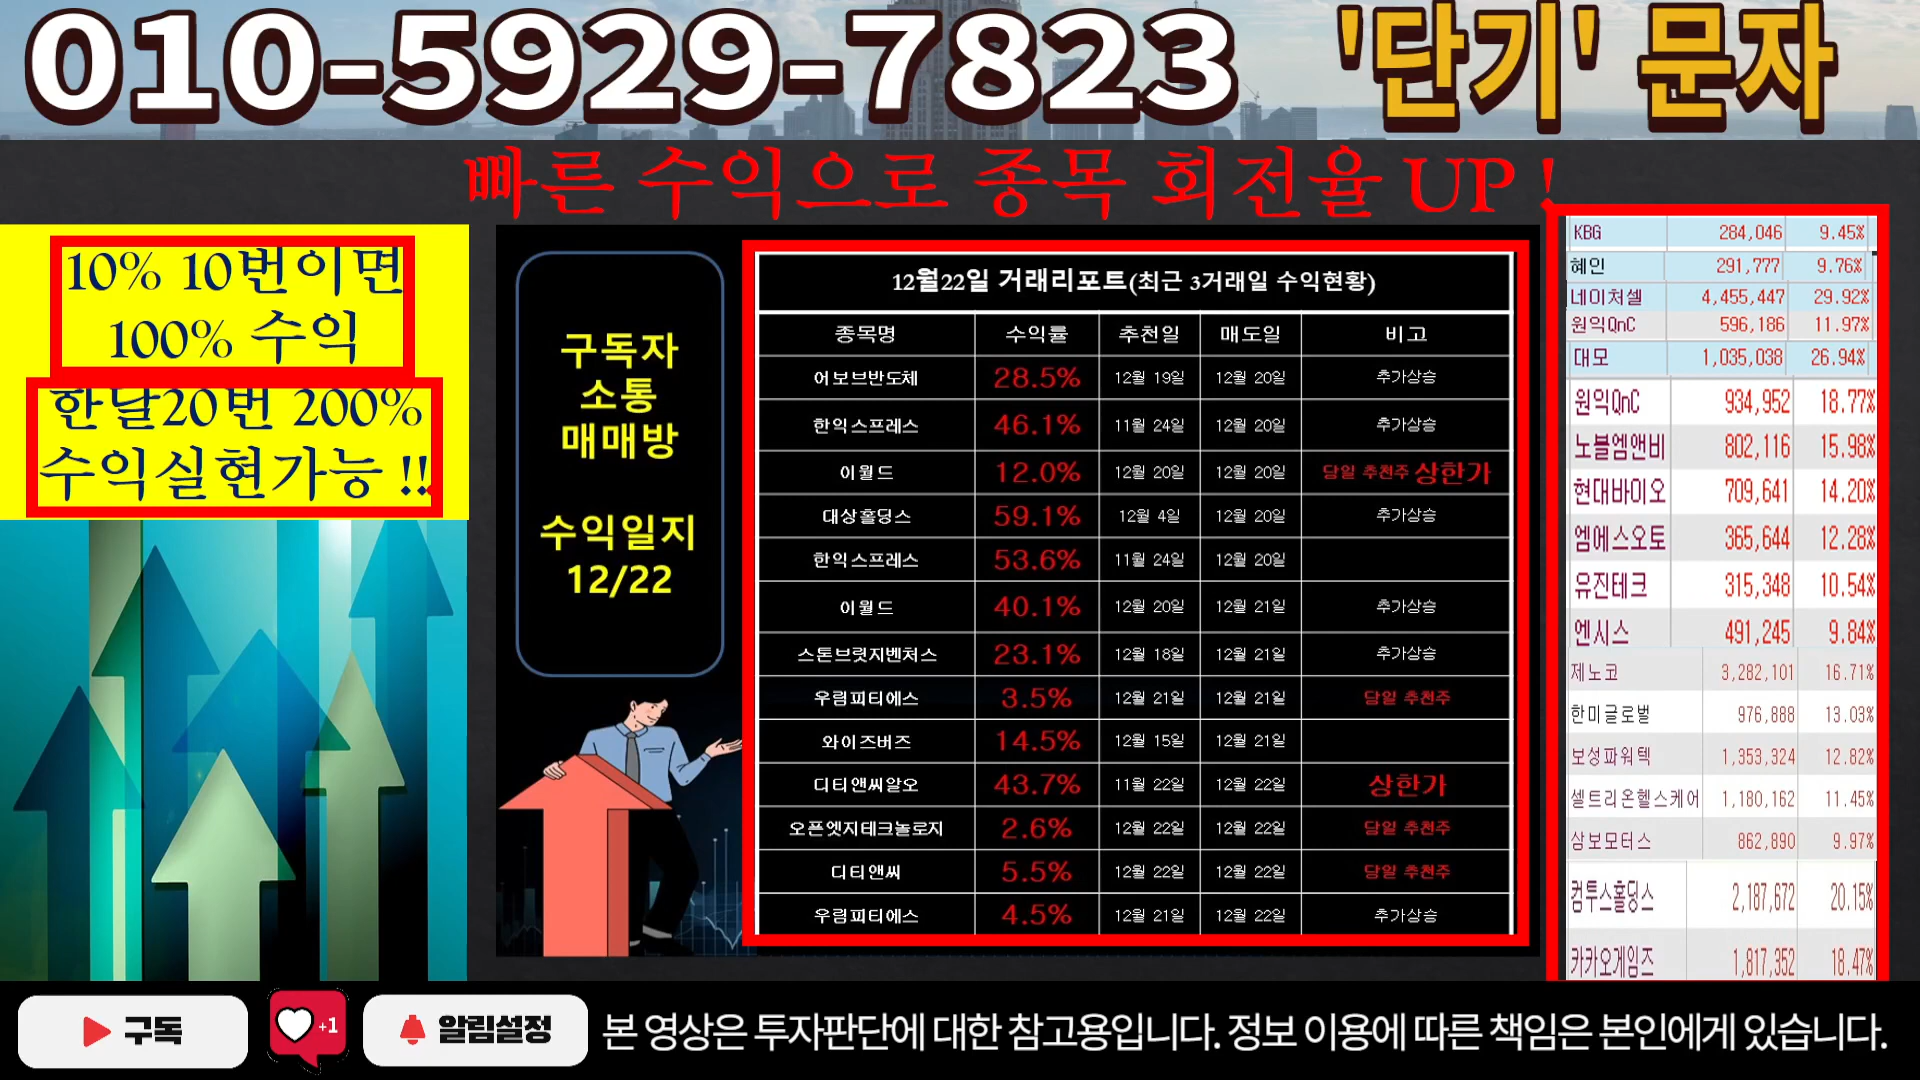 010-5929-7823 '단기' 문자
빠른 수익으로 종목 회전율 UP !
10% 10번이면
100% 수익
한달20번 200%
수익실현가능 !!
구독자
소통
매매방
수익일지
12/22
12월22일 거래리포트(최근 3거래일 수익현황)
종목명 수익률 추천일 매도일 비고
어보브반도체 28.5% 12월 19일 12월 20일 추가상승
한익스프레스 46.1% 11월 24일 12월 20일 추가상승
이월드 12.0% 12월 20일 12월 20일 당일 추천주 상한가
대상홀딩스 59.1% 12월 4일 12월 20일 추가상승
한익스프레스 53.6% 11월 24일 12월 20일
이월드 40.1% 12월 20일 12월 21일 추가상승
스톤브릿지벤처스 23.1% 12월 18일 12월 21일 추가상승
우림피티에스 3.5% 12월 21일 12월 21일 당일 추천주
와이즈버즈 14.5% 12월 15일 12월 21일
디티앤씨알오 43.7% 11월 22일 12월 22일 상한가
오픈엣지테크놀로지 2.6% 12월 22일 12월 22일 당일 추천주
디티앤씨 5.5% 12월 22일 12월 22일 당일 추천주
우림피티에스 4.5% 12월 21일 12월 22일 추가상승
KBG 284,046 9.45%
혜인 291,777 9.76%
네이처셀 4,455,447 29.92%
원익QnC 596,186 11.97%
대모 1,035,038 26.94%
원익QnC 934,952 18.77%
노블엠앤비 802,116 15.98%
현대바이오 709,641 14.20%
엠에스오토 365,644 12.28%
유진테크 315,348 10.54%
엔시스 491,245 9.84%
제노코 3,282,101 16.71%
한미글로벌 976,888 13.03%
보성파워텍 1,353,324 12.82%
셀트리온헬스케어 1,180,162 11.45%
상보모터스 862,890 9.97%
컴투스홀딩스 2,187,672 20.15%
카카오게임즈 1,817,352 18.47%
구독
+1
알림설정
본 영상은 투자판단에 대한 참고용입니다. 정보 이용에 따른 책임은 본인에게 있습니다.